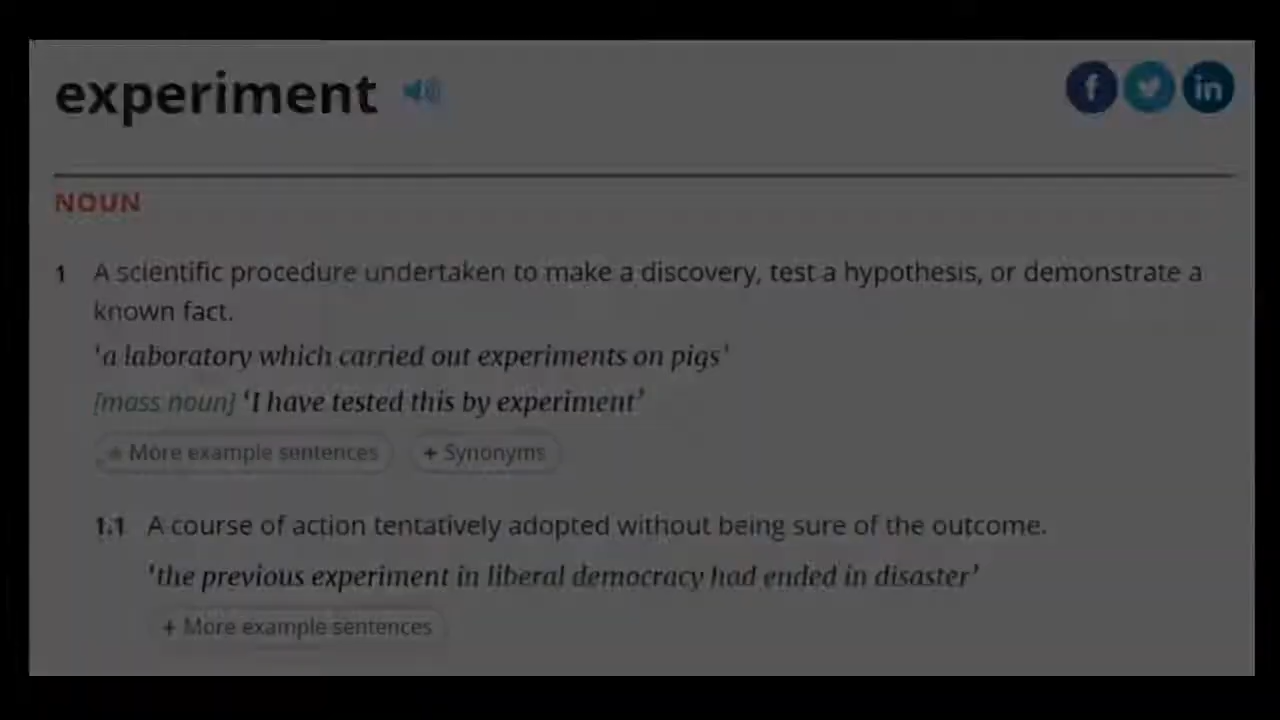 experiment
f in
NOUN
1 A scientific procedure undertaken to make a discovery, test a hypothesis, or demonstrate a
known fact.
'a laboratory which carried out experiments on pigs'
[mass noun] ‘I have tested this by experiment’
+ More example sentences + Synonyms
1.1 A course of action tentatively adopted without being sure of the outcome.
‘the previous experiment in liberal democracy had ended in disaster’
+ More example sentences